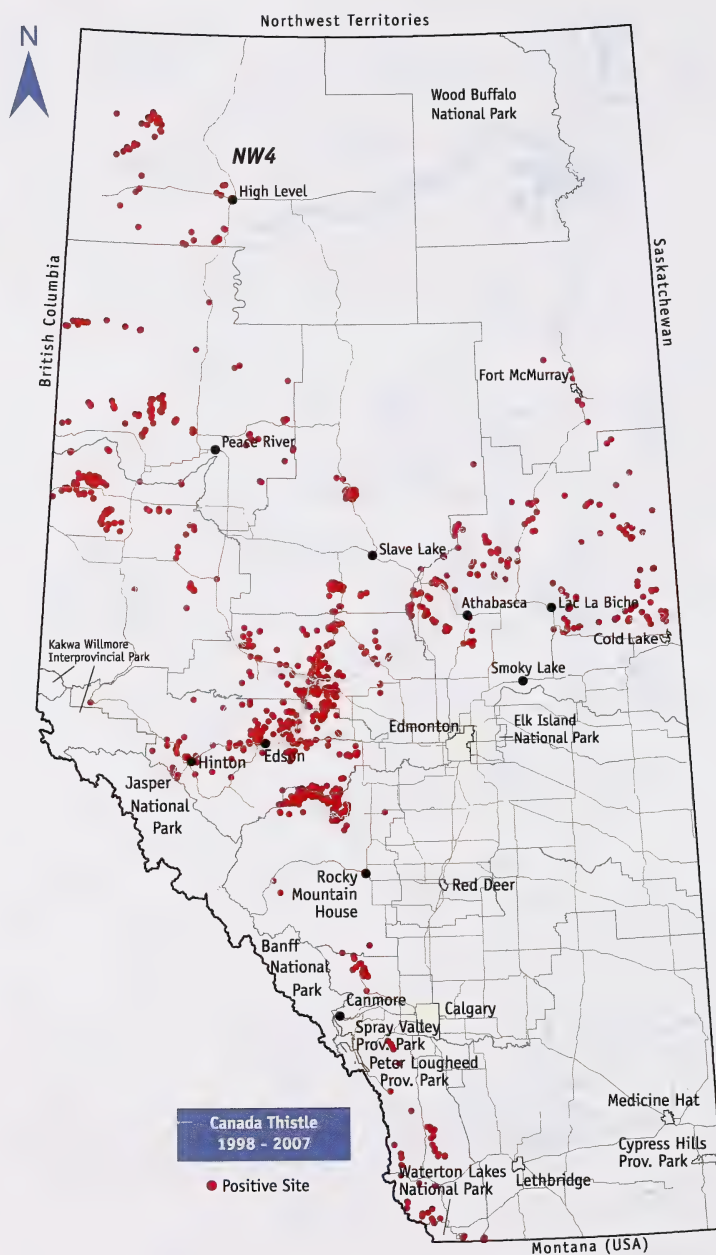 Northwest Territories
N
Wood Buffalo
National Park
NW4
High Level
British Columbia
Saskatchewan
Fort McMurray
Peace River
Slave Lake
Athabasca
Lac La Biche
Cold Lake
Kakwa Willmore
Interprovincial Park
Smoky Lake
Edmonton
Elk Island
National Park
Edson
Hinton
Jasper
National
Park
Rocky
Mountain
House
Red Deer
Banff
National
Park
Canmore
Calgary
Spray Valley
Prov. Park
Peter Lougheed
Prov. Park
Medicine Hat
Canada Thistle
1998 - 2007
Cypress Hills
Prov. Park
Waterton Lakes
National Park
Lethbridge
Positive Site
Montana (USA)